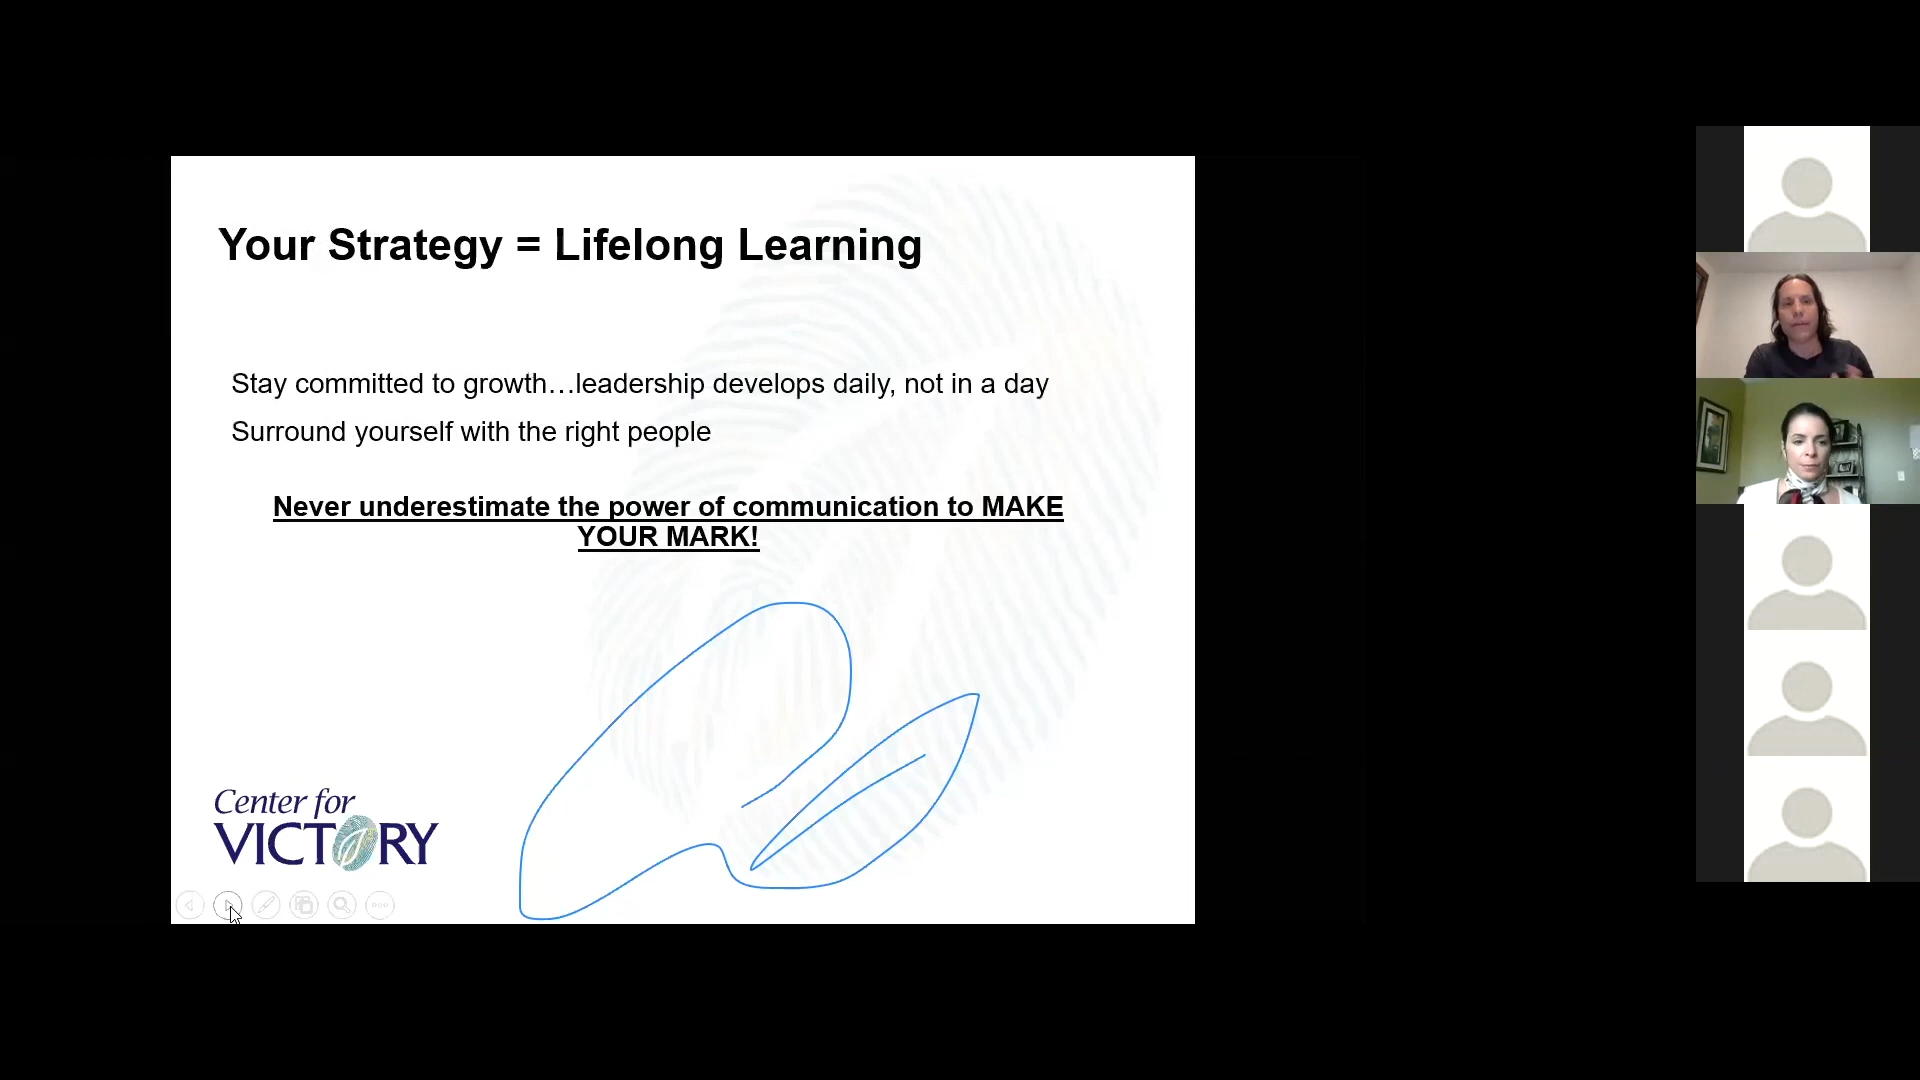 Your Strategy = Lifelong Learning
Stay committed to growth…leadership develops daily, not in a day
Surround yourself with the right people
Never underestimate the power of communication to MAKE
YOUR MARK!
Center for
VICTORY